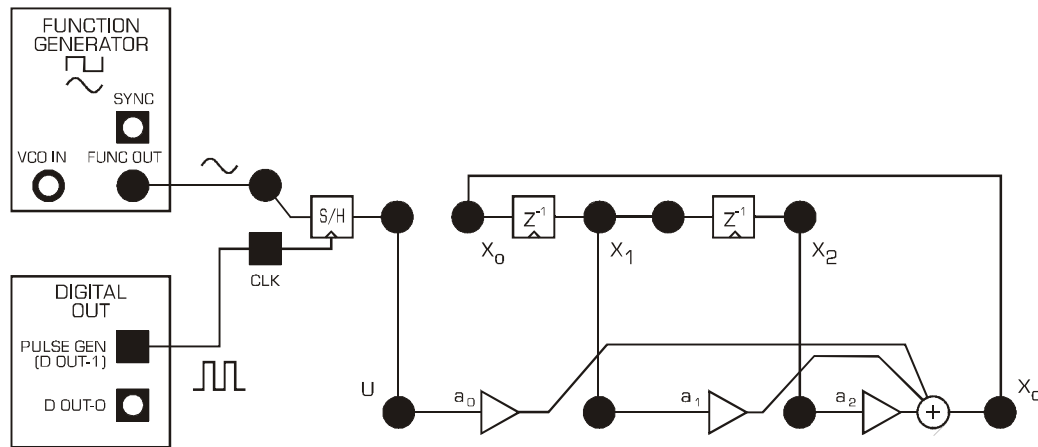 FUNCTION
GENERATOR
SYNC
VCO IN
FUNC OUT
S/H
CLK
Z⁻¹
Z⁻¹
X₀
X₁
X₂
DIGITAL
OUT
PULSE GEN
(D OUT-1)
D OUT-0
U
a₀
a₁
a₂
+
X₀